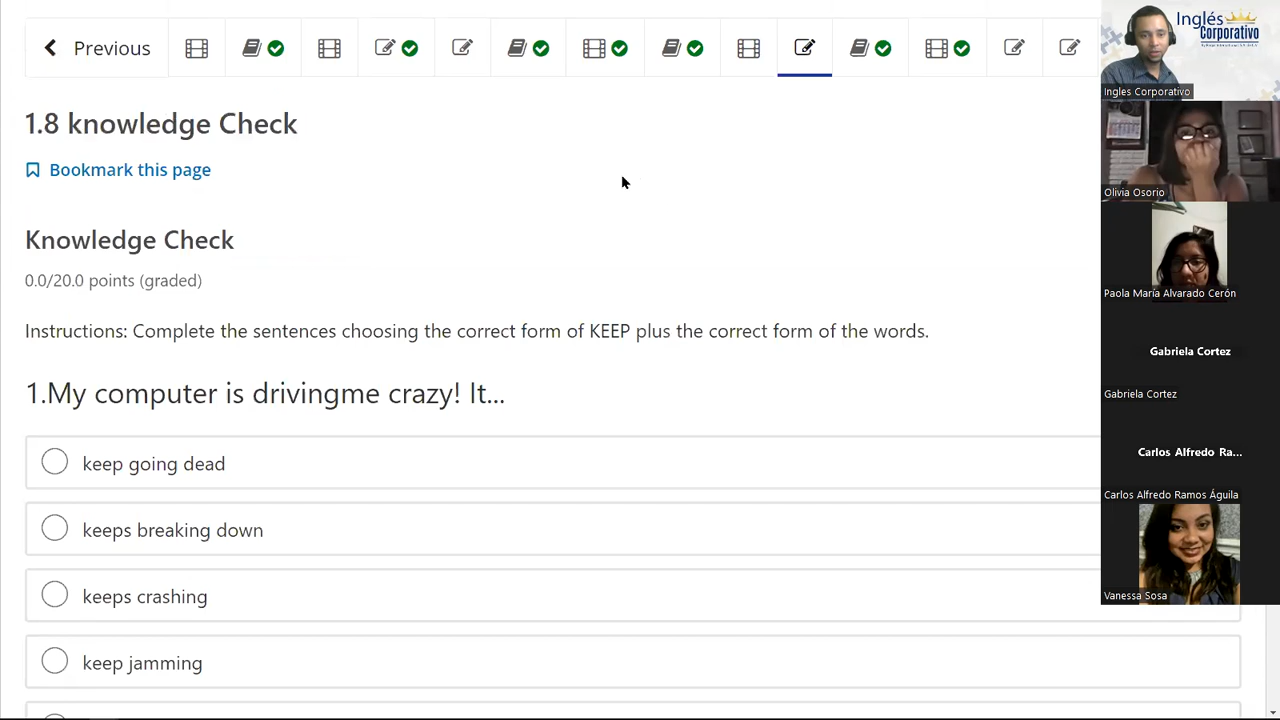 Previous
1.8 knowledge Check
Bookmark this page
Knowledge Check
0.0/20.0 points (graded)
Instructions: Complete the sentences choosing the correct form of KEEP plus the correct form of the words.
1.My computer is drivingme crazy! It...
keep going dead
keeps breaking down
keeps crashing
keep jamming
Inglés
Corporativo
Ingles Corporativo
Olivia Osorio
Paola María Alvarado Cerón
Gabriela Cortez
Gabriela Cortez
Carlos Alfredo Ra...
Carlos Alfredo Ramos Águila
Vanessa Sosa